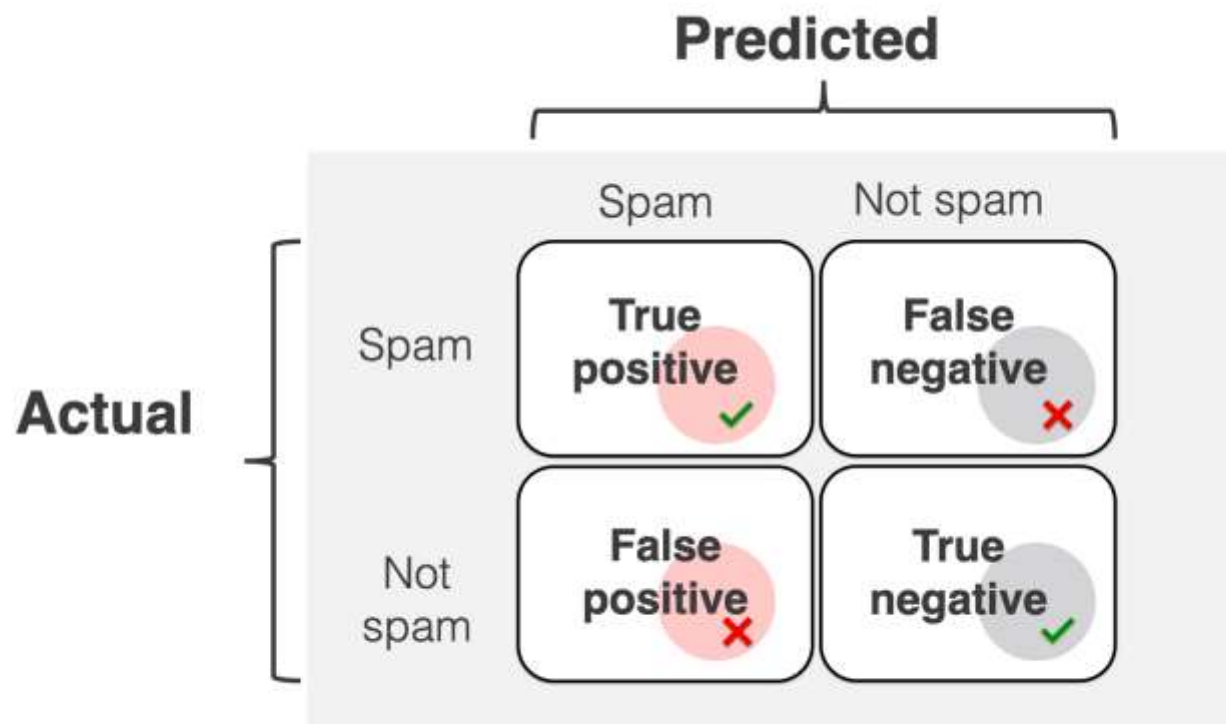 Predicted
Spam
Not spam
Actual
Spam
True
positive
False
negative
Not
spam
False
positive
True
negative